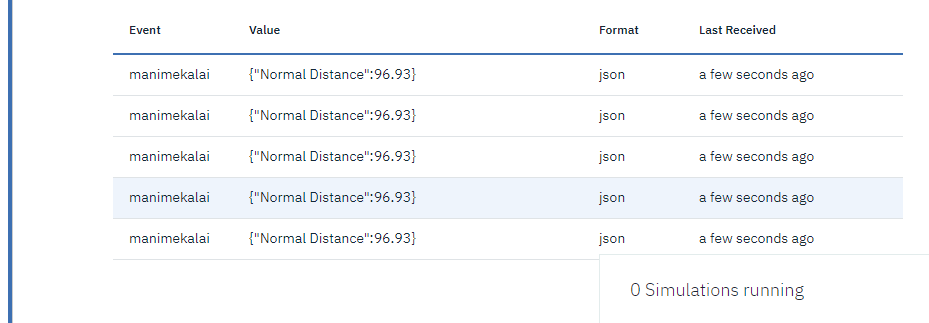 Event Value Format Last Received
manimekalai {"Normal Distance":96.93} json a few seconds ago
manimekalai {"Normal Distance":96.93} json a few seconds ago
manimekalai {"Normal Distance":96.93} json a few seconds ago
manimekalai {"Normal Distance":96.93} json a few seconds ago
manimekalai {"Normal Distance":96.93} json a few seconds ago
0 Simulations running